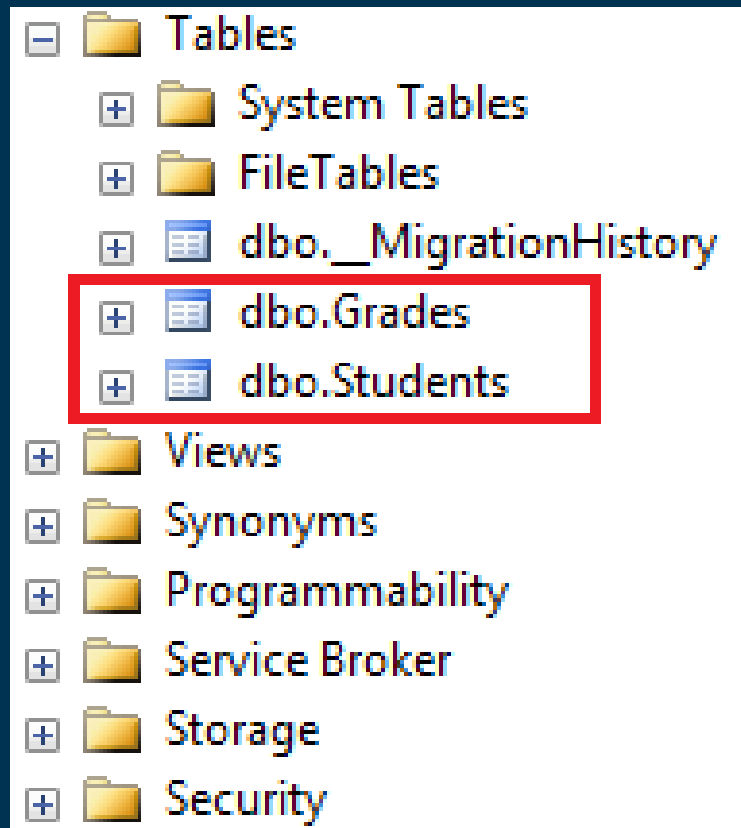 Tables
System Tables
FileTables
dbo.__MigrationHistory
dbo.Grades
dbo.Students
Views
Synonyms
Programmability
Service Broker
Storage
Security